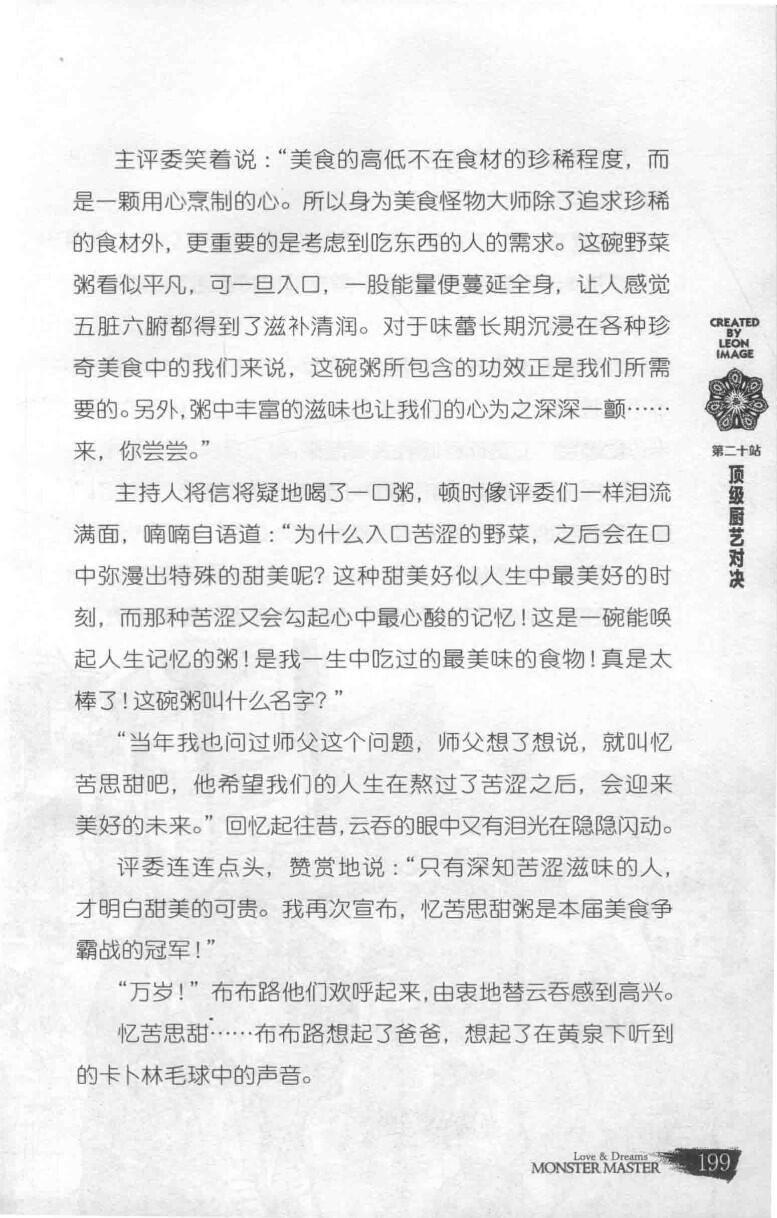 主评委笑着说：“美食的高低不在食材的珍稀程度，而
是一颗用心烹制的心。所以身为美食怪物大师除了追求珍稀
的食材外，更重要的是考虑到吃东西的人的需求。这碗野菜
粥看似平凡，可一旦入口，一股能量便蔓延全身，让人感觉
五脏六腑都得到了滋补清润。对于味蕾长期沉浸在各种珍
奇美食中的我们来说，这碗粥所包含的功效正是我们所需
要的。另外，粥中丰富的滋味也让我们的心为之深深一颤……
来，你尝尝。”
主持人将信将疑地喝了一口粥，顿时像评委们一样泪流
满面，喃喃自语道：“为什么入口苦涩的野菜，之后会在口
中弥漫出特殊的甜美呢？这种甜美好似人生中最美好的时
刻，而那种苦涩又会勾起心中最心酸的记忆！这是一碗能唤
起人生记忆的粥！是我一生中吃过的最美味的食物！真是太
棒了！这碗粥叫什么名字？”
“当年我也问过师父这个问题，师父想了想说，就叫忆
苦思甜吧，他希望我们的人生在熬过了苦涩之后，会迎来
美好的未来。”回忆起往昔，云吞的眼中又有泪光在隐隐闪动。
评委连连点头，赞赏地说：“只有深知苦涩滋味的人，
才明白甜美的可贵。我再次宣布，忆苦思甜粥是本届美食争
霸战的冠军！”
“万岁！”布布路他们欢呼起来，由衷地替云吞感到高兴。
忆苦思甜……布布路想起了爸爸，想起了在黄泉下听到
的卡卜林毛球中的声音。
CREATED
BY
LEON
IMAGE
第二十站
顶级厨艺对决
Love & Dreams
MONSTER MASTER
199